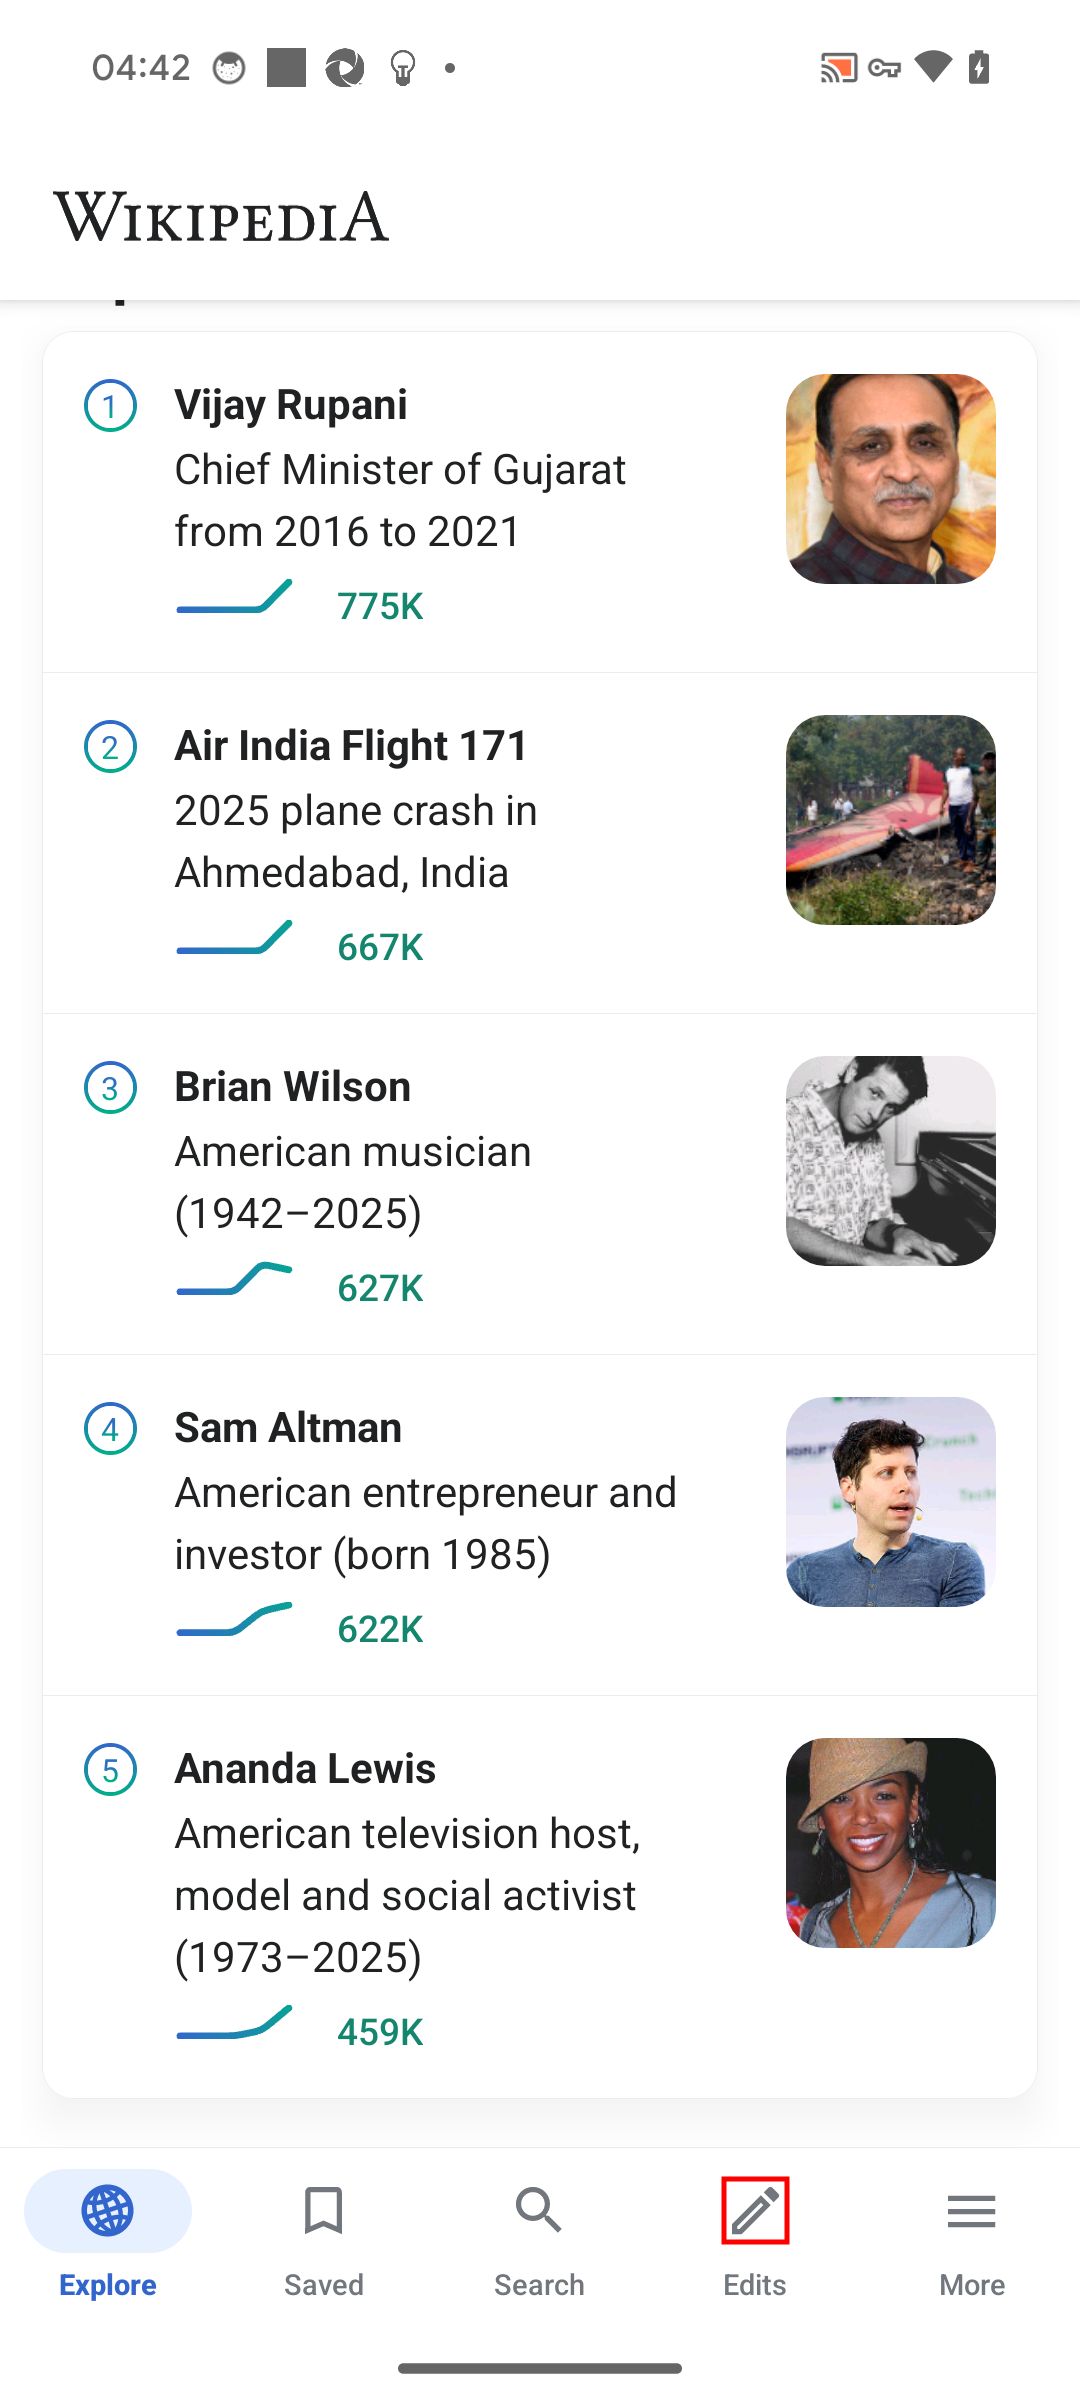 04:42
WIKIPEDIA
1
Vijay Rupani
Chief Minister of Gujarat
from 2016 to 2021
775K
2
Air India Flight 171
2025 plane crash in
Ahmedabad, India
667K
3
Brian Wilson
American musician
(1942–2025)
627K
4
Sam Altman
American entrepreneur and
investor (born 1985)
622K
5
Ananda Lewis
American television host,
model and social activist
(1973–2025)
459K
Explore
Saved
Search
Edits
More